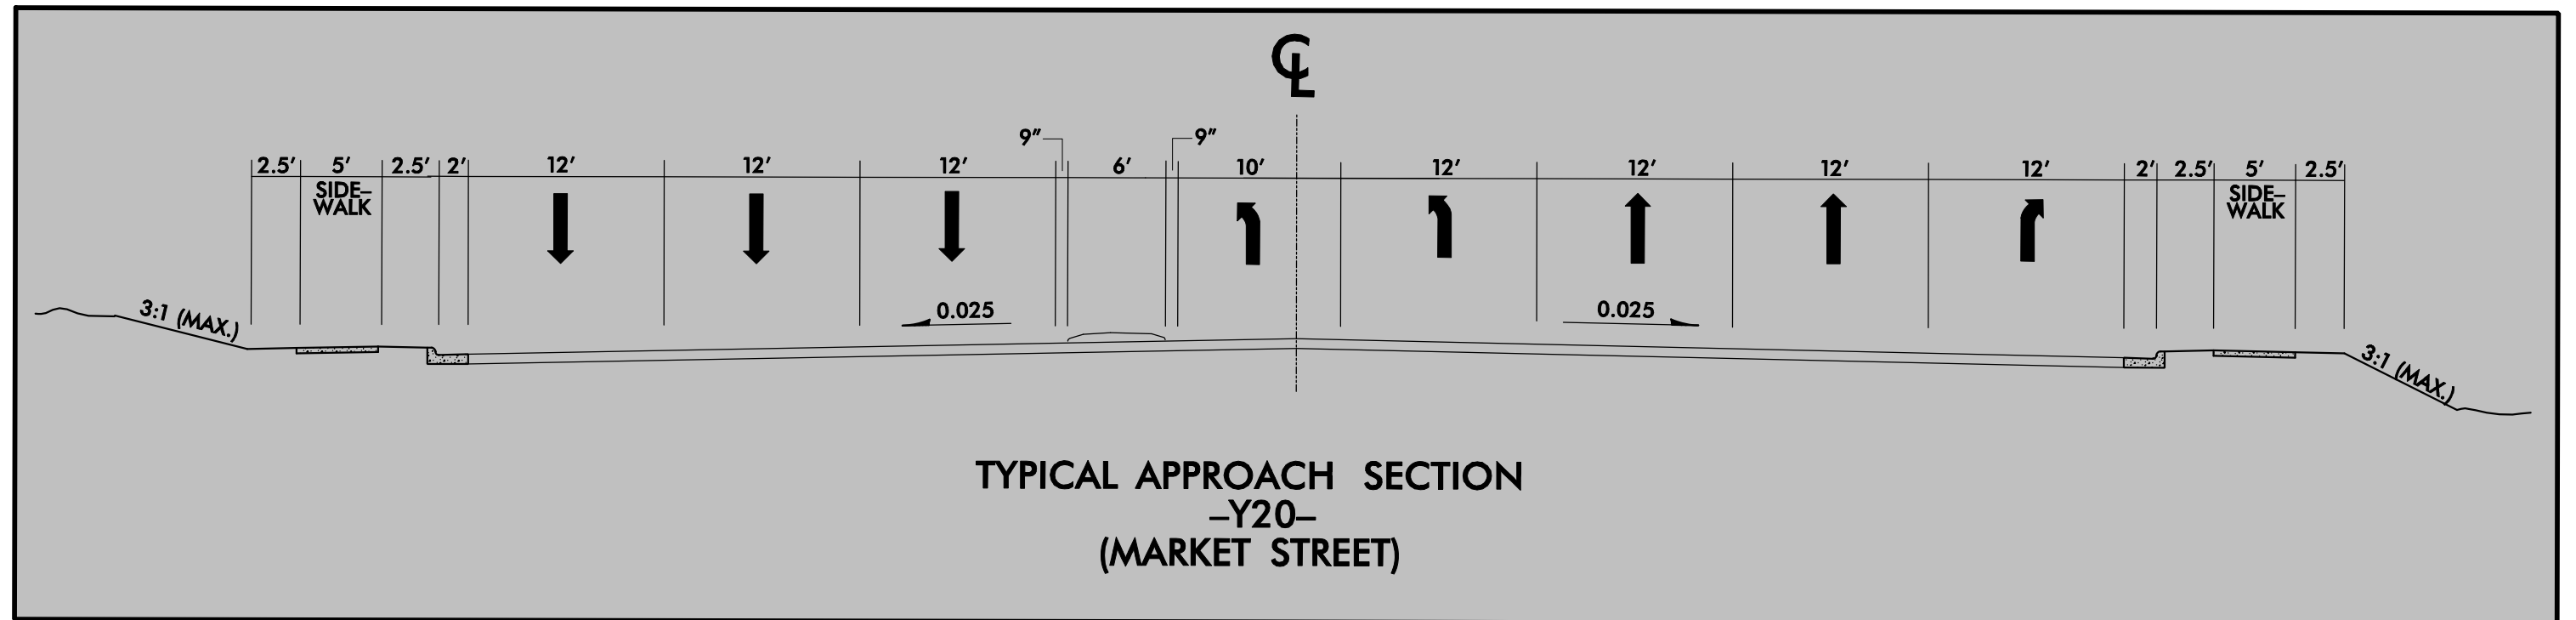 ℄
9″ 9″
2.5′ 5′ 2.5′ 2′ 12′ 12′ 12′ 6′ 10′ 12′ 12′ 12′ 12′ 2′ 2.5′ 5′ 2.5′
SIDE–
WALK
SIDE–
WALK
3:1 (MAX.)
0.025
0.025
3:1 (MAX.)
TYPICAL APPROACH SECTION
–Y20–
(MARKET STREET)